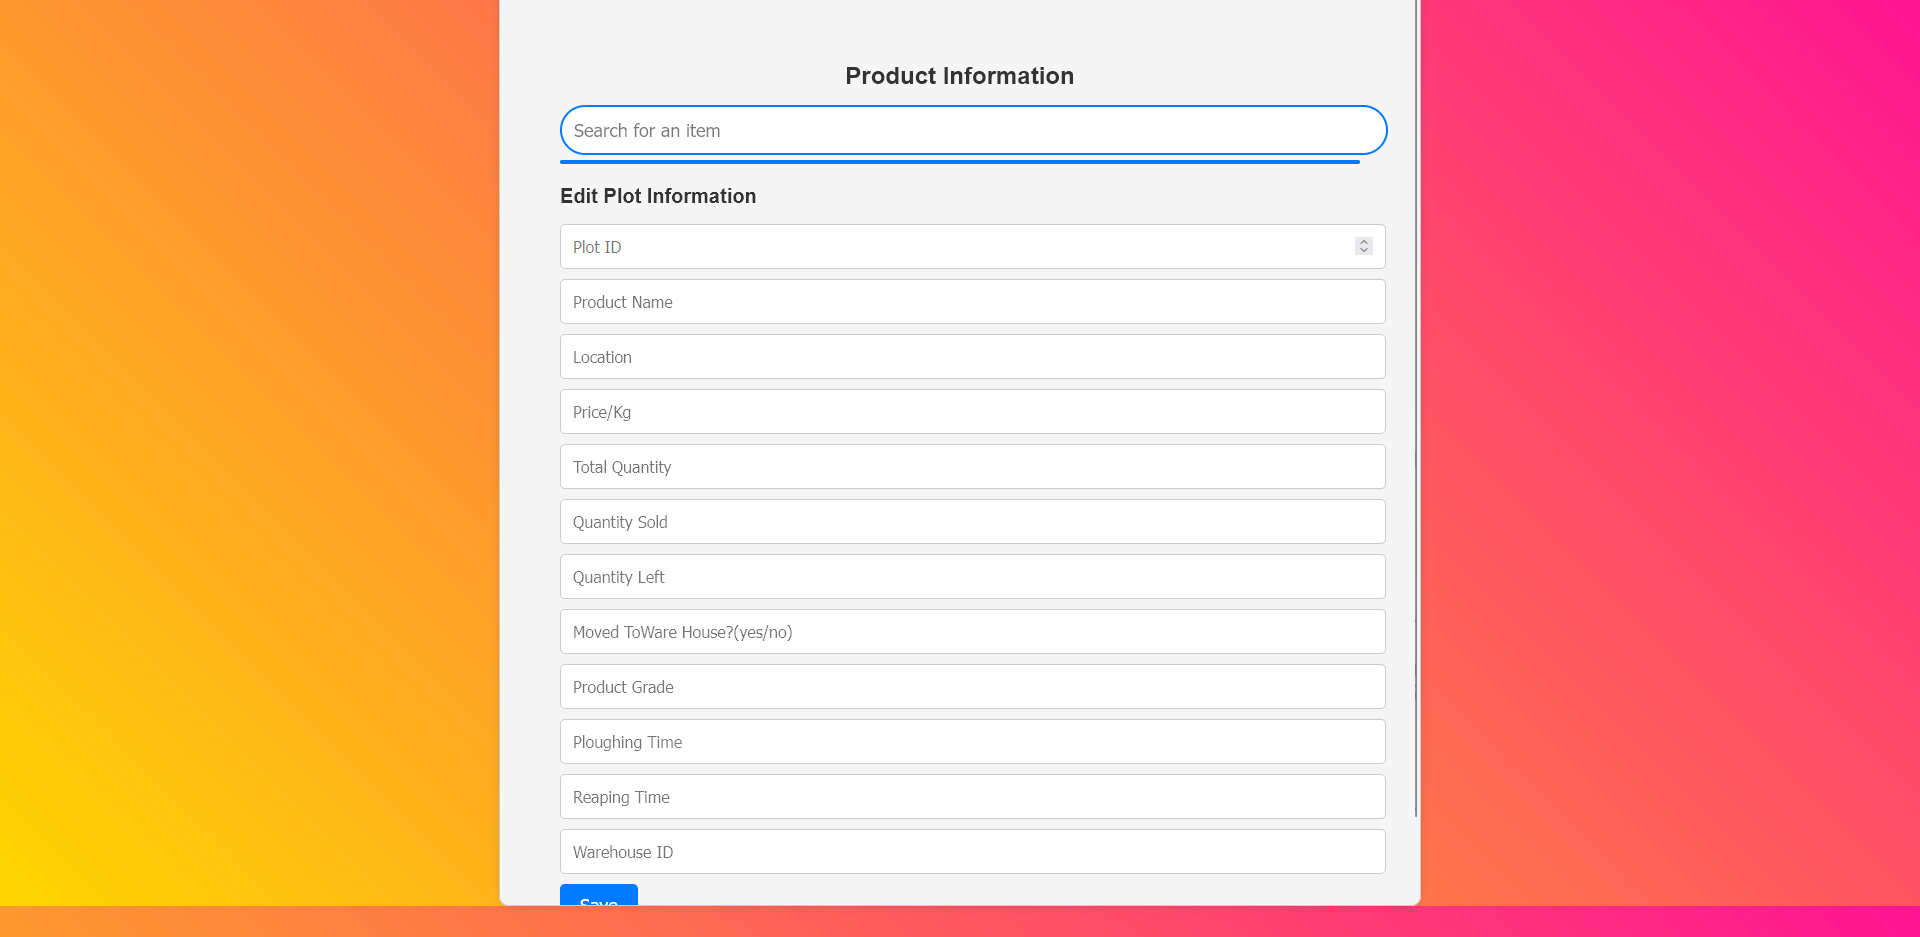 Product Information
Search for an item
Edit Plot Information
Plot ID
Product Name
Location
Price/Kg
Total Quantity
Quantity Sold
Quantity Left
Moved ToWare House?(yes/no)
Product Grade
Ploughing Time
Reaping Time
Warehouse ID
Save